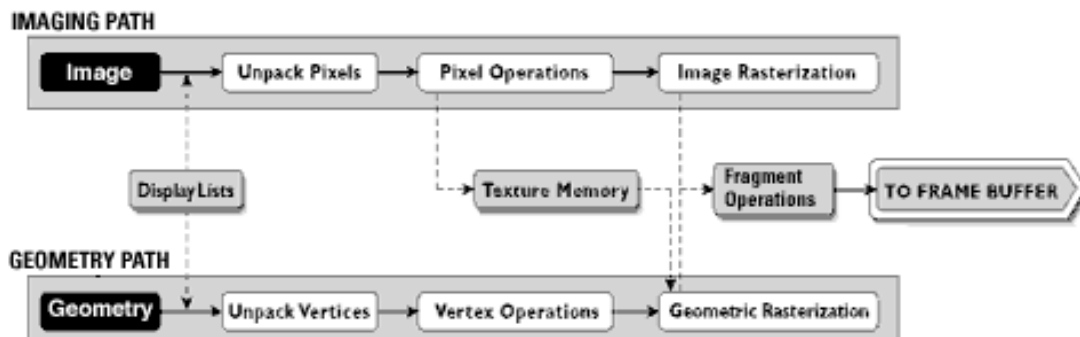 IMAGING PATH
Image
Unpack Pixels
Pixel Operations
Image Rasterization
Display Lists
Texture Memory
Fragment
Operations
TO FRAME BUFFER
GEOMETRY PATH
Geometry
Unpack Vertices
Vertex Operations
Geometric Rasterization